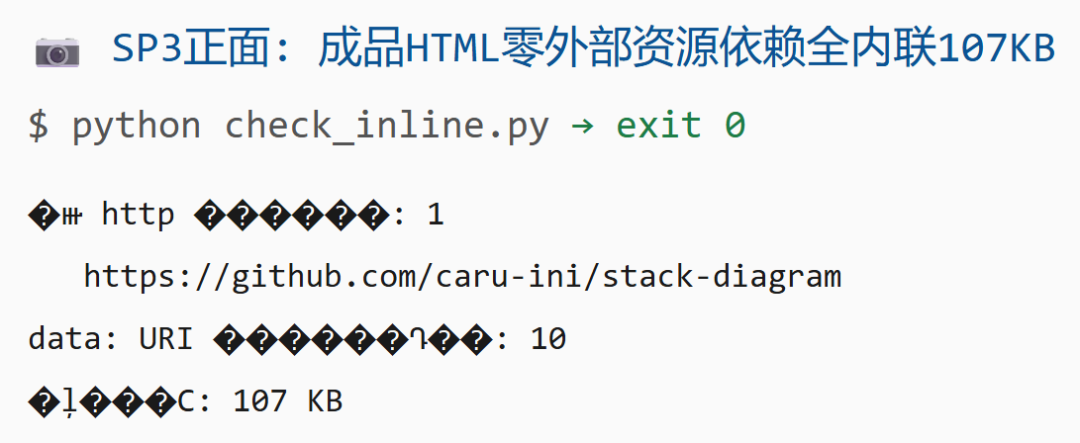 SP3正面: 成品HTML零外部资源依赖全内联107KB
$ python check_inline.py → exit 0
�ⵌ http ������: 1
https://github.com/caru-ini/stack-diagram
data: URI ������Դ��: 10
�ļ���С: 107 KB